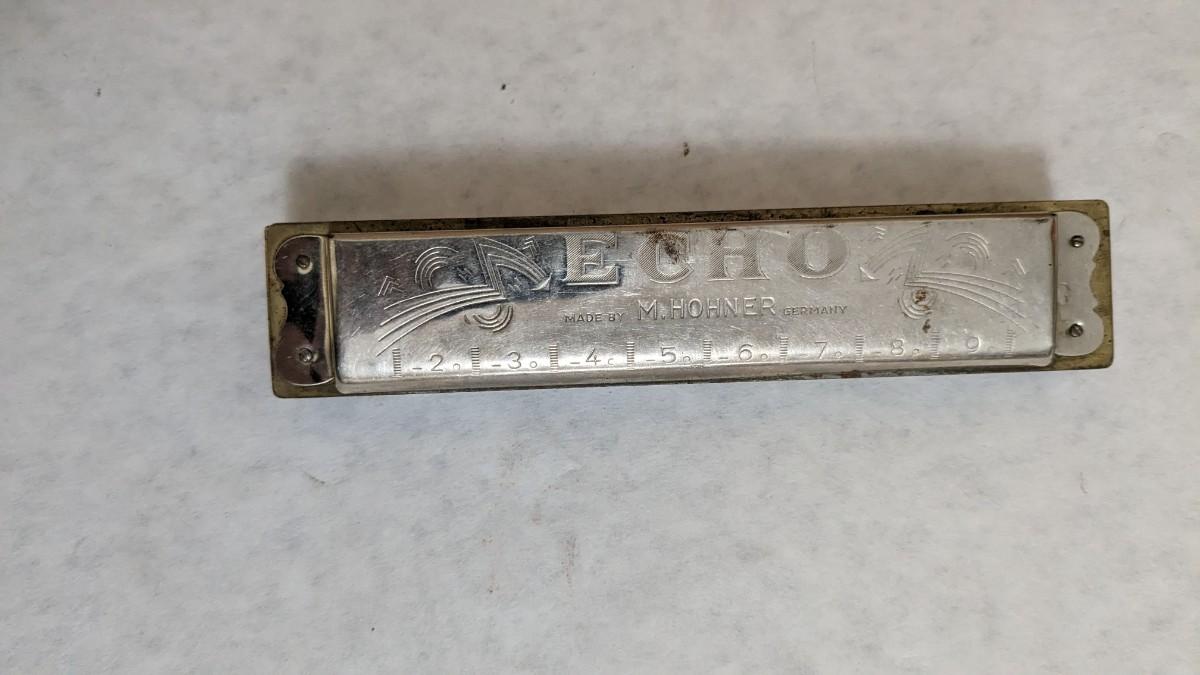 ECHO
MADE BY M. HOHNER GERMANY
2 3 4 5 6 7 8 9